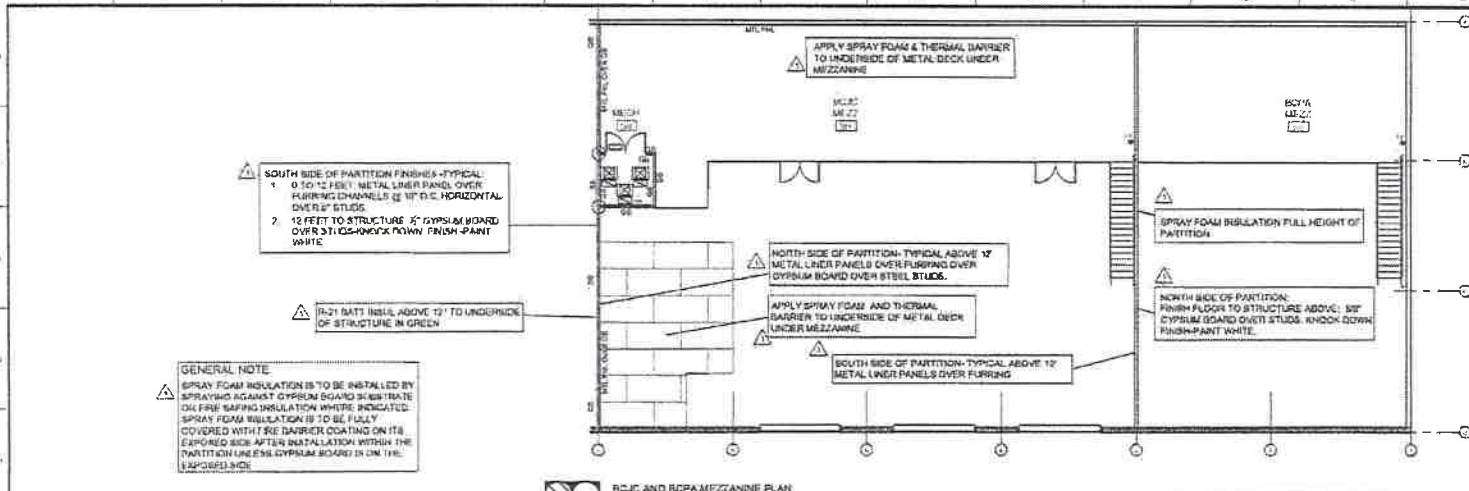 APPLY SPRAY FOAM & THERMAL BARRIER
TO UNDERSIDE OF METAL DECK UNDER
MEZZANINE
MECH
MEZZ
BCPA
MEZZ
SOUTH SIDE OF PARTITION FINISHES -TYPICAL:
1. 0 TO 12 FEET: METAL LINER PANEL OVER
FURRING CHANNELS @ O.C. HORIZONTAL
OVER STUDS.
2. 12 FEET TO STRUCTURE GYPSUM BOARD
OVER STUDS-KNOCK DOWN FINISH-PAINT
WHITE
SPRAY FOAM INSULATION FULL HEIGHT OF
PARTITION
NORTH SIDE OF PARTITION- TYPICAL ABOVE 12'
METAL LINER PANELS OVER FURRING OVER
GYPSUM BOARD OVER STEEL STUDS.
R-21 BATT INSUL ABOVE 12' TO UNDERSIDE
OF STRUCTURE IN GREEN
APPLY SPRAY FOAM AND THERMAL
BARRIER TO UNDERSIDE OF METAL DECK
UNDER MEZZANINE
NORTH SIDE OF PARTITION:
FINISH FLOOR TO STRUCTURE ABOVE: 5/8"
GYPSUM BOARD OVER STUDS. KNOCK DOWN
FINISH-PAINT WHITE.
SOUTH SIDE OF PARTITION- TYPICAL ABOVE 12'
METAL LINER PANELS OVER FURRING
GENERAL NOTE
SPRAY FOAM INSULATION IS TO BE INSTALLED BY
SPRAYING AGAINST GYPSUM BOARD SUBSTRATE
OR FIRE SAFING INSULATION WHERE INDICATED.
SPRAY FOAM INSULATION IS TO BE FULLY
COVERED WITH FIRE BARRIER COATING ON ITS
EXPOSED SIDE AFTER INSTALLATION WITHIN THE
PARTITION UNLESS GYPSUM BOARD IS ON THE
EXPOSED SIDE
BCJC AND BCPA MEZZANINE PLAN